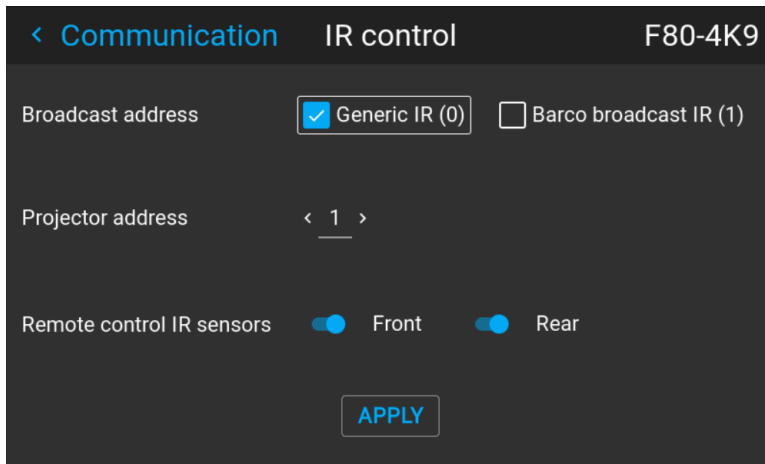 < Communication IR control F80-4K9
Broadcast address Generic IR (0) Barco broadcast IR (1)
Projector address < 1 >
Remote control IR sensors Front Rear
APPLY